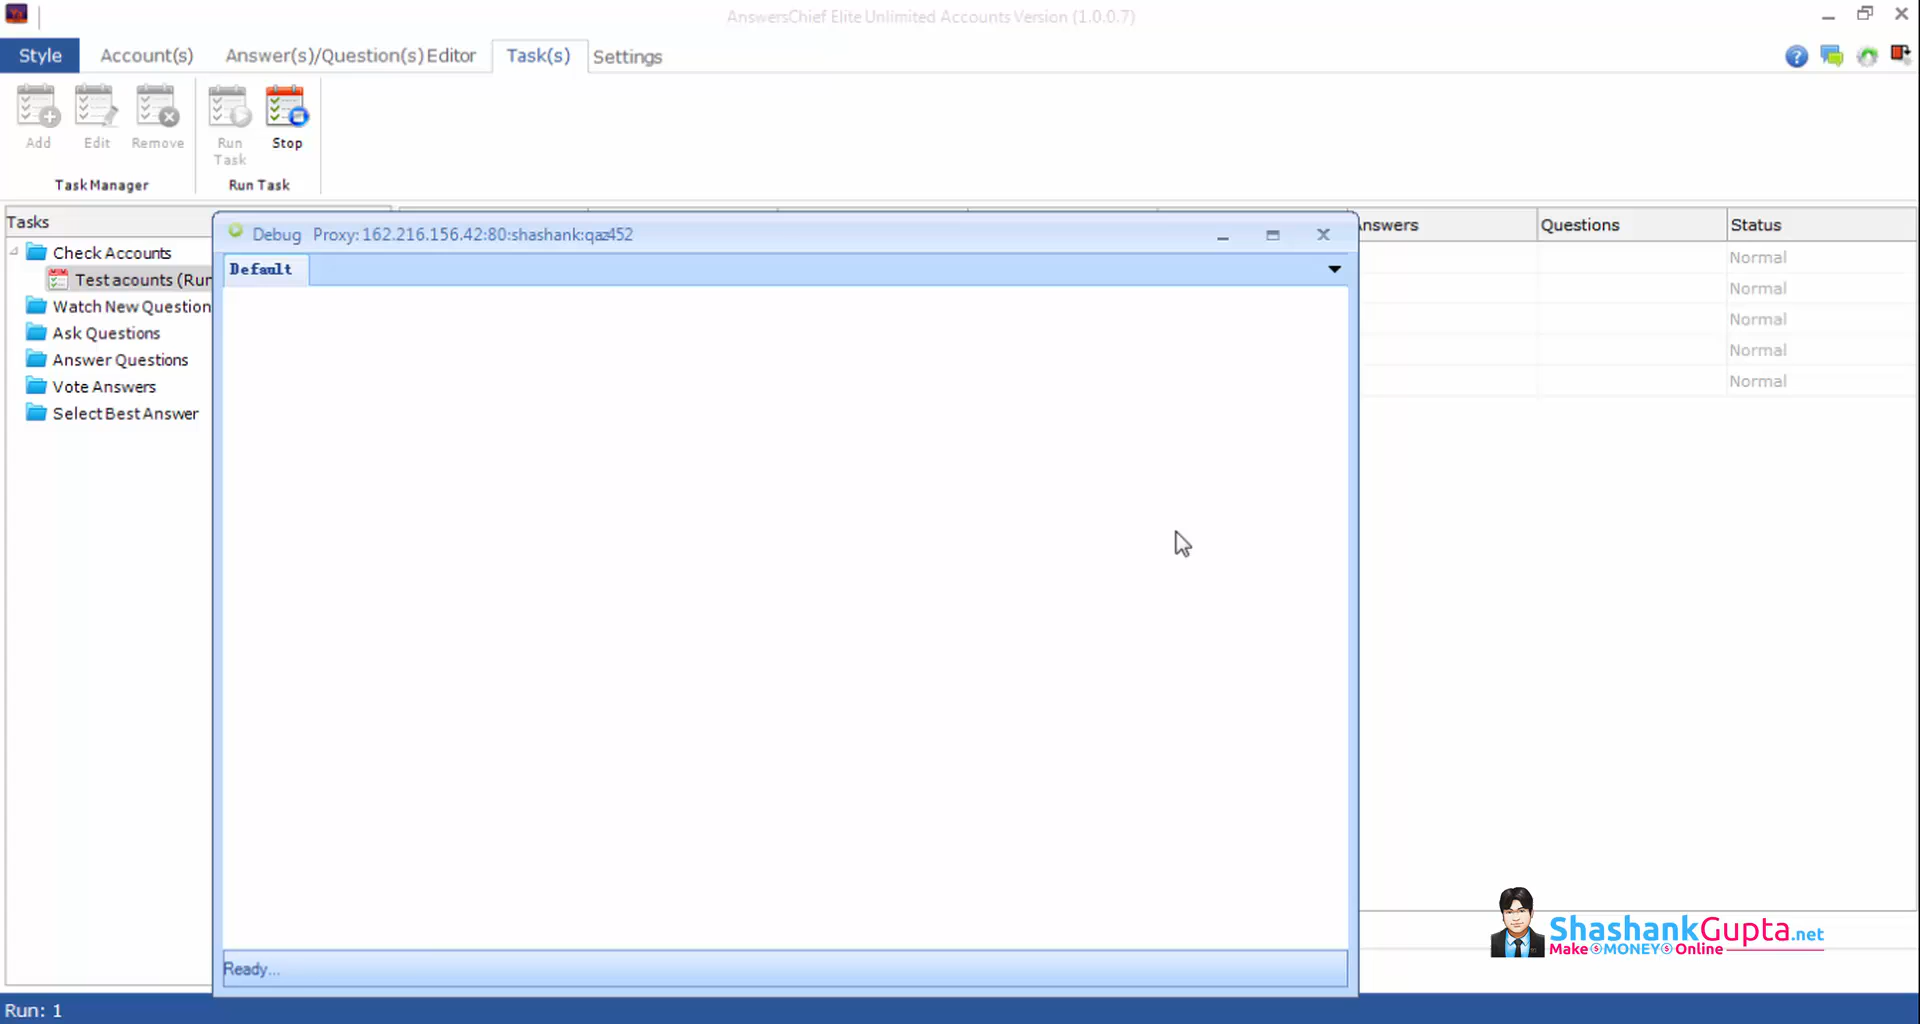 AnswersChief Elite Unlimited Accounts Version (1.0.0.7)
Style Account(s) Answer(s)/Question(s) Editor Task(s) Settings
Add Edit Remove Run Task Stop
Task Manager Run Task
Tasks
Check Accounts
Test acounts (Run
Watch New Question
Ask Questions
Answer Questions
Vote Answers
Select Best Answer
Debug Proxy: 162.216.156.42:80:shashank:qaz452
Default
Ready...
Answers Questions Status
Normal
Normal
Normal
Normal
Normal
ShashankGupta.net
Make $MONEY$ Online
Run: 1